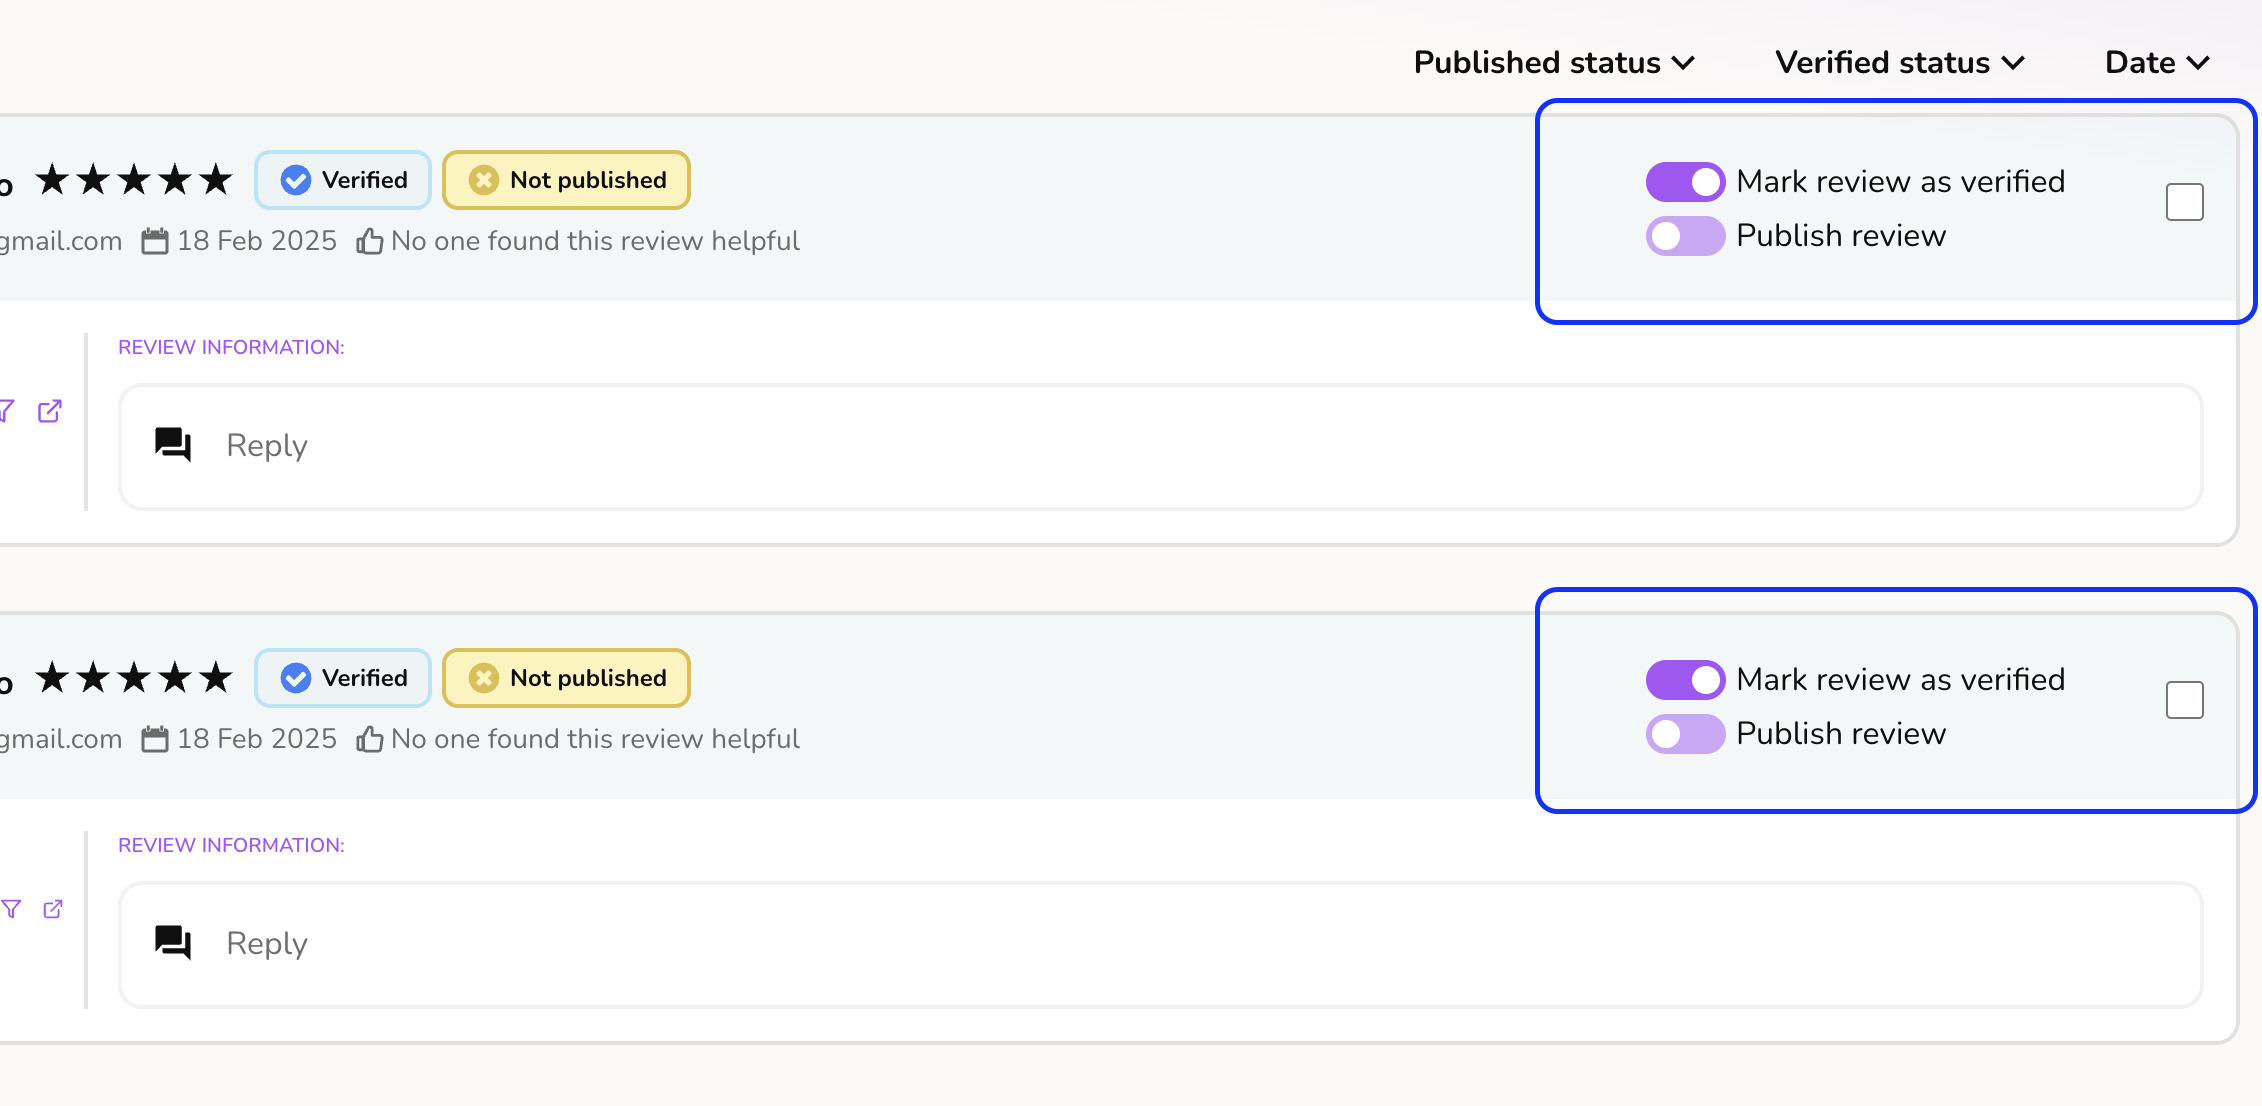 Published status Verified status Date
o ★★★★★ Verified Not published
Mark review as verified
gmail.com 18 Feb 2025 No one found this review helpful
Publish review
REVIEW INFORMATION:
Reply
o ★★★★★ Verified Not published
Mark review as verified
gmail.com 18 Feb 2025 No one found this review helpful
Publish review
REVIEW INFORMATION:
Reply